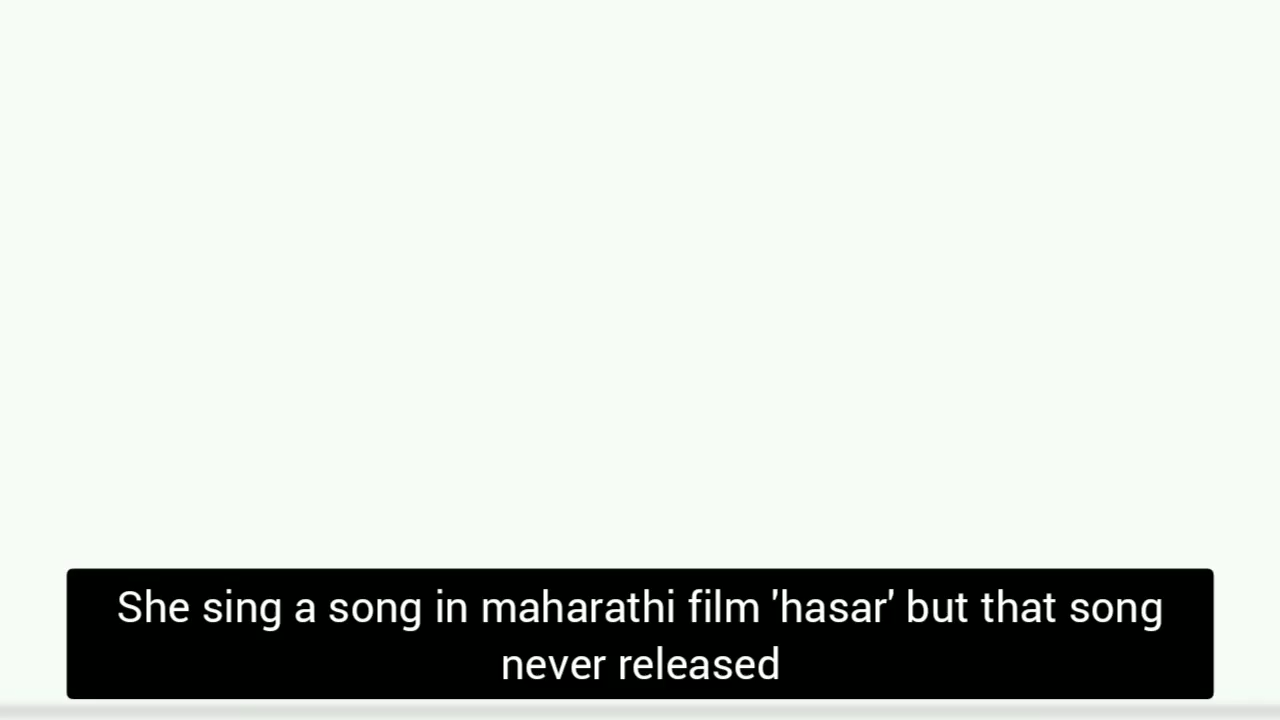 She sing a song in maharathi film 'hasar' but that song
never released